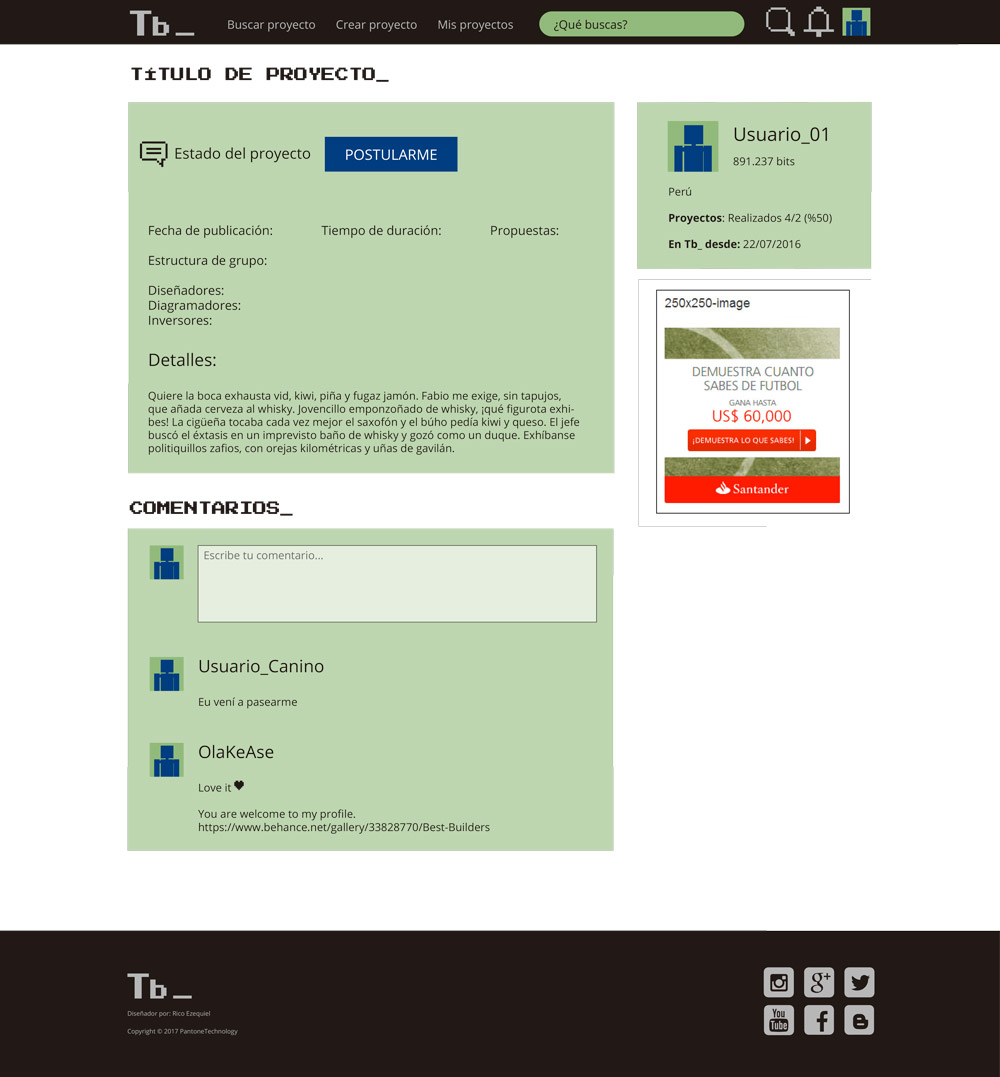 Tb_
Buscar proyecto Crear proyecto Mis proyectos ¿Qué buscas?
TÍTULO DE PROYECTO_
Estado del proyecto POSTULARME
Fecha de publicación: Tiempo de duración: Propuestas:
Estructura de grupo:
Diseñadores:
Diagramadores:
Inversores:
Detalles:
Quiere la boca exhausta vid, kiwi, piña y fugaz jamón. Fabio me exige, sin tapujos,
que añada cerveza al whisky. Jovencillo emponzoñado de whisky, ¡qué figurota exhi-
bes! La cigüeña tocaba cada vez mejor el saxofón y el búho pedía kiwi y queso. El jefe
buscó el éxtasis en un imprevisto baño de whisky y gozó como un duque. Exhíbanse
politiquillos zafios, con orejas kilométricas y uñas de gavilán.
Usuario_01
891.237 bits
Perú
Proyectos: Realizados 4/2 (%50)
En Tb_ desde: 22/07/2016
250x250-image
DEMUESTRA CUANTO
SABES DE FUTBOL
GANA HASTA
US$ 60,000
¡DEMUESTRA LO QUE SABES!
Santander
COMENTARIOS_
Escribe tu comentario...
Usuario_Canino
Eu vení a pasearme
OlaKeAse
Love it
You are welcome to my profile.
https://www.behance.net/gallery/33828770/Best-Builders
Tb_
Diseñador por: Rico Ezequiel
Copyright © 2017 PantoneTechnology
g+
You
Tube